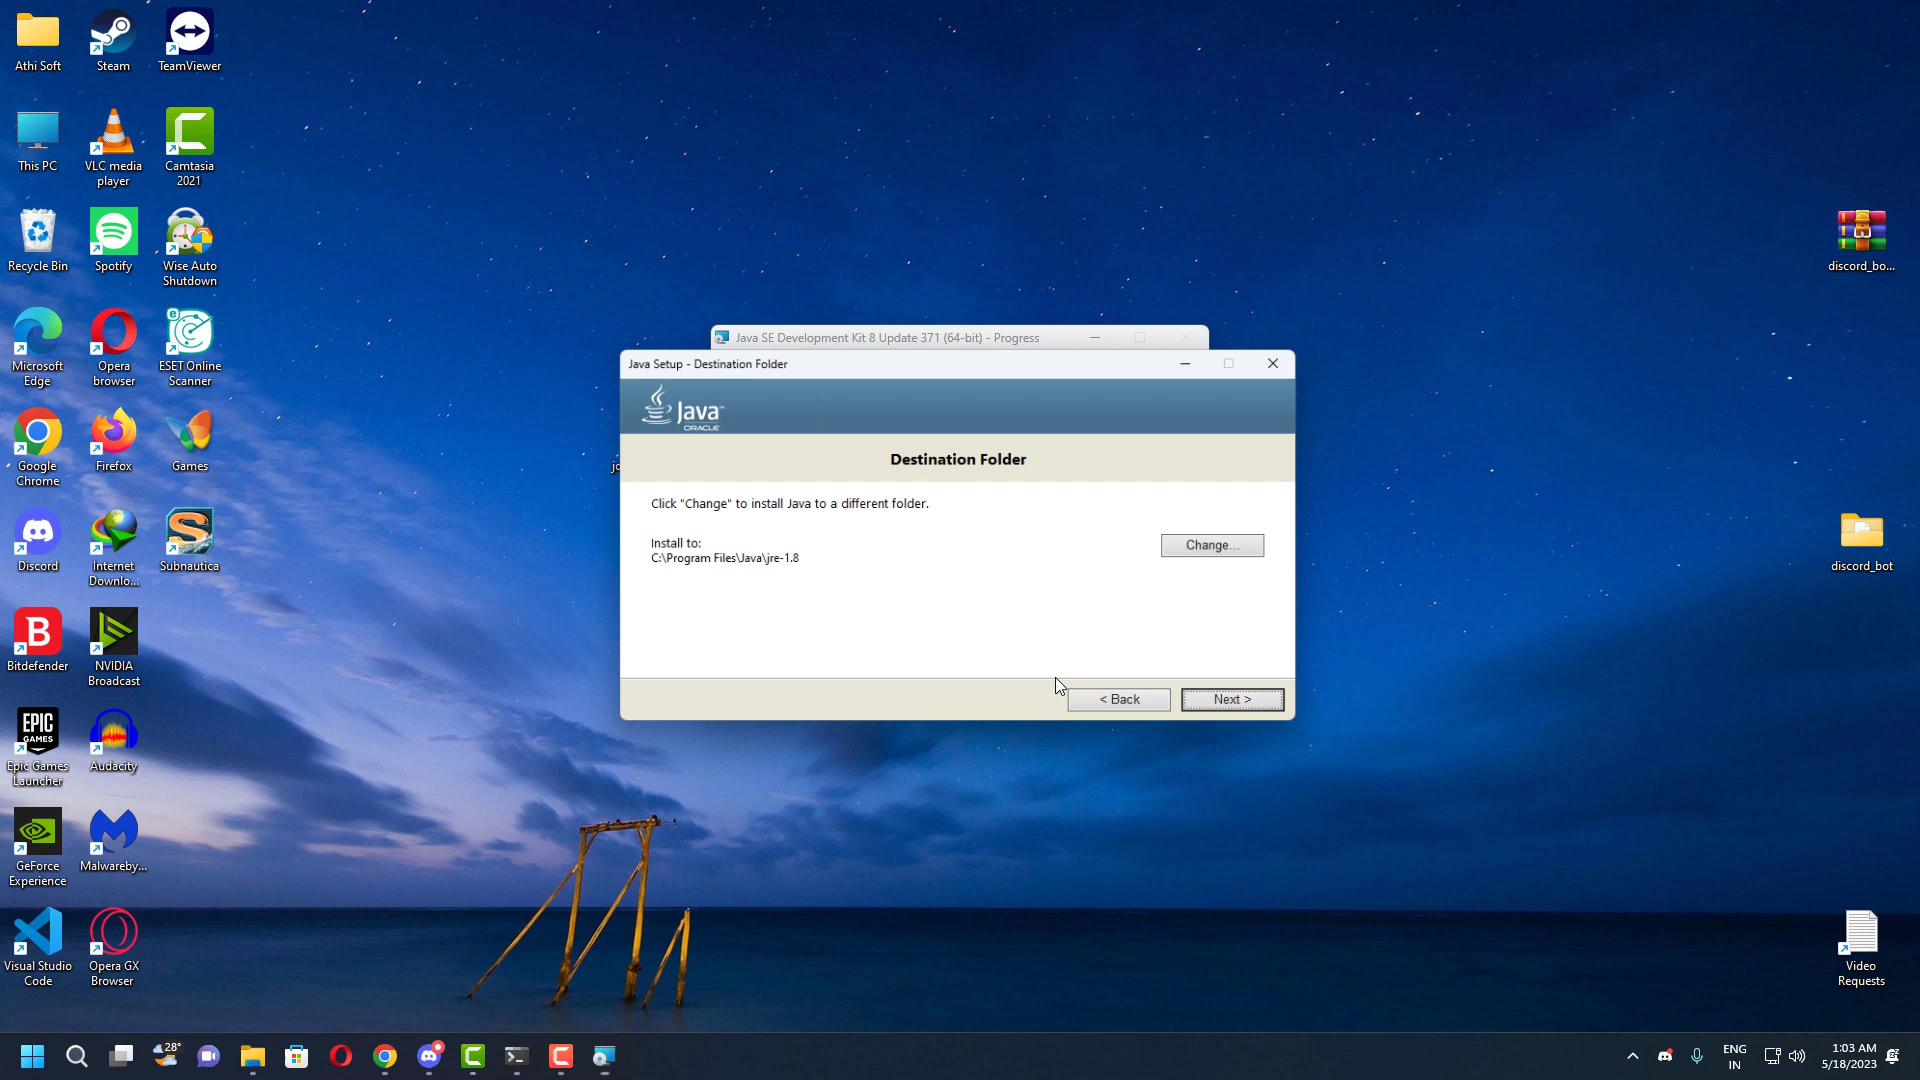 Athi Soft
Steam
TeamViewer
This PC
VLC media
player
Camtasia
2021
Recycle Bin
Spotify
Wise Auto
Shutdown
Microsoft
Edge
Opera
browser
ESET Online
Scanner
Google
Chrome
Firefox
Games
Discord
Internet
Downlo...
Subnautica
Bitdefender
NVIDIA
Broadcast
EPIC
GAMES
Epic Games
Launcher
Audacity
GeForce
Experience
Malwareby...
Visual Studio
Code
Opera GX
Browser
Java SE Development Kit 8 Update 371 (64-bit) - Progress
Java Setup - Destination Folder
Java™
ORACLE
Destination Folder
Click "Change" to install Java to a different folder.
Install to:
C:\Program Files\Java\jre-1.8
Change...
< Back
Next >
discord_bo...
discord_bot
Video
Requests
28°
ENG
IN
1:03 AM
5/18/2023